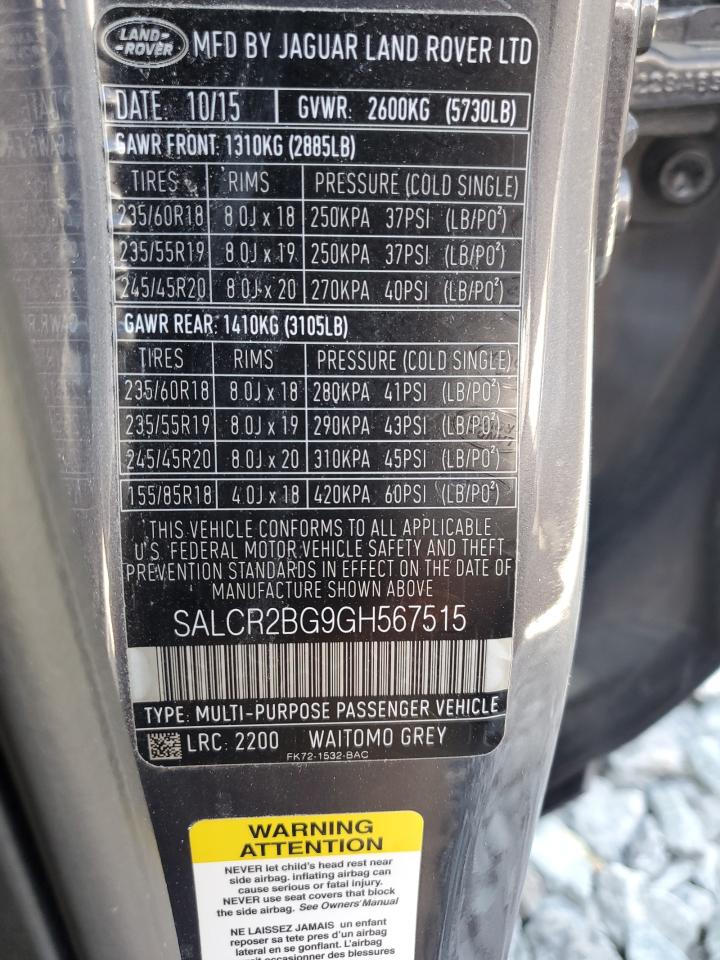 LAND-ROVER MFD BY JAGUAR LAND ROVER LTD
DATE: 10/15 GVWR: 2600KG (5730LB)
GAWR FRONT: 1310KG (2885LB)
TIRES RIMS PRESSURE (COLD SINGLE)
235/60R18 8.0J x 18 250KPA 37PSI (LB/PO²)
235/55R19 8.0J x 19 250KPA 37PSI (LB/PO²)
245/45R20 8.0J x 20 270KPA 40PSI (LB/PO²)
GAWR REAR: 1410KG (3105LB)
TIRES RIMS PRESSURE (COLD SINGLE)
235/60R18 8.0J x 18 280KPA 41PSI (LB/PO²)
235/55R19 8.0J x 19 290KPA 43PSI (LB/PO²)
245/45R20 8.0J x 20 310KPA 45PSI (LB/PO²)
155/85R18 4.0J x 18 420KPA 60PSI (LB/PO²)
THIS VEHICLE CONFORMS TO ALL APPLICABLE
U.S. FEDERAL MOTOR VEHICLE SAFETY AND THEFT
PREVENTION STANDARDS IN EFFECT ON THE DATE OF
MANUFACTURE SHOWN ABOVE
SALCR2BG9GH567515
TYPE: MULTI-PURPOSE PASSENGER VEHICLE
LRC: 2200 WAITOMO GREY
FK72-1532-BAC
WARNING
ATTENTION
NEVER let child's head rest near
side airbag. inflating airbag can
cause serious or fatal injury.
NEVER use seat covers that block
the side airbag. See Owners' Manual
NE LAISSEZ JAMAIS un enfant
reposer sa tete pres d'un airbag
lateral en se gonflant. L'airbag
occasionner des blessures